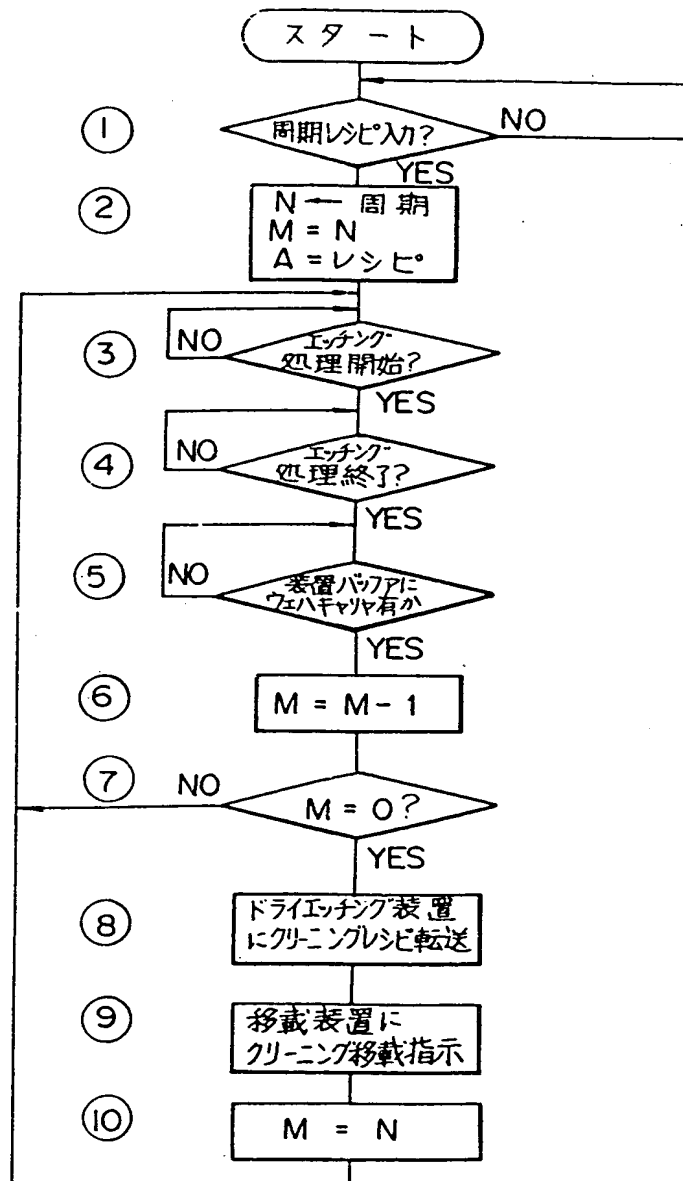 スタート
①
周期レシピ入力?
NO
YES
②
N ← 周期
M = N
A = レシピ
③
NO
エッチング
処理開始?
YES
④
NO
エッチング
処理終了?
YES
⑤
NO
装置バッファに
ウエハキャリヤ有か
YES
⑥
M = M - 1
⑦
NO
M = 0 ?
YES
⑧
ドライエッチング装置
にクリーニングレシピ転送
⑨
移載装置に
クリーニング移載指示
⑩
M = N